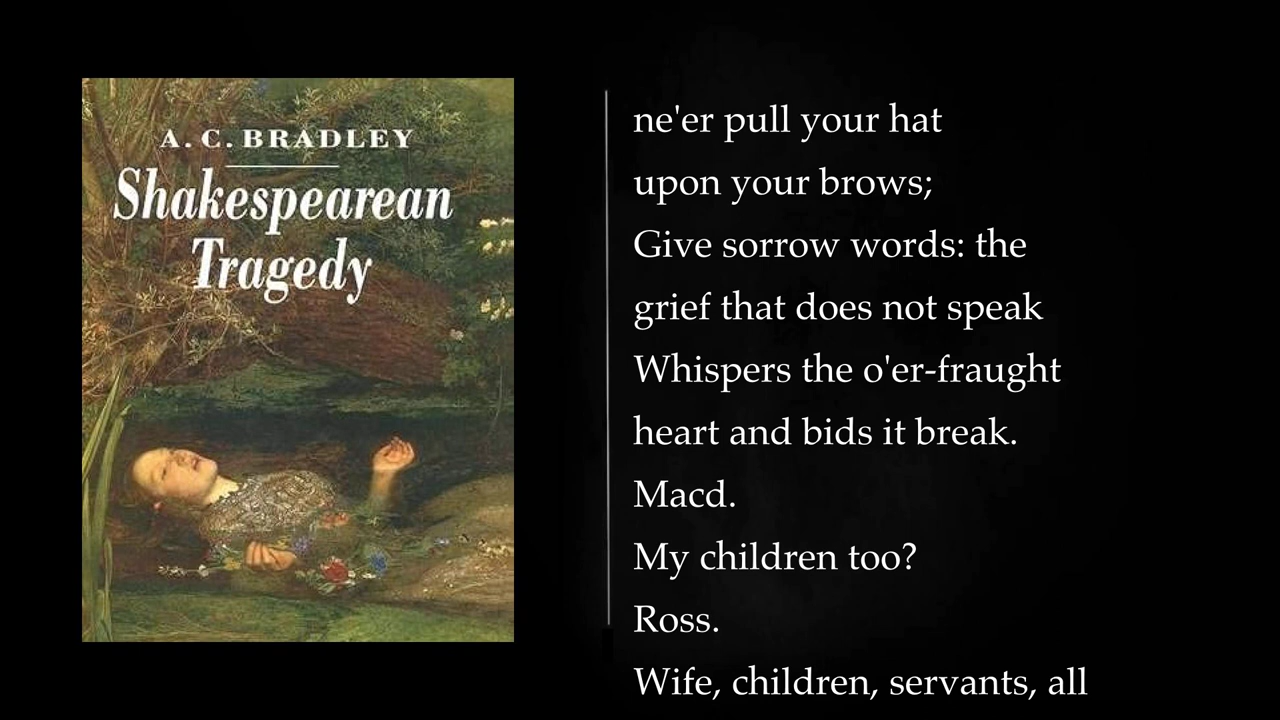 A. C. BRADLEY
Shakespearean
Tragedy
ne'er pull your hat
upon your brows;
Give sorrow words: the
grief that does not speak
Whispers the o'er-fraught
heart and bids it break.
Macd.
My children too?
Ross.
Wife, children, servants, all